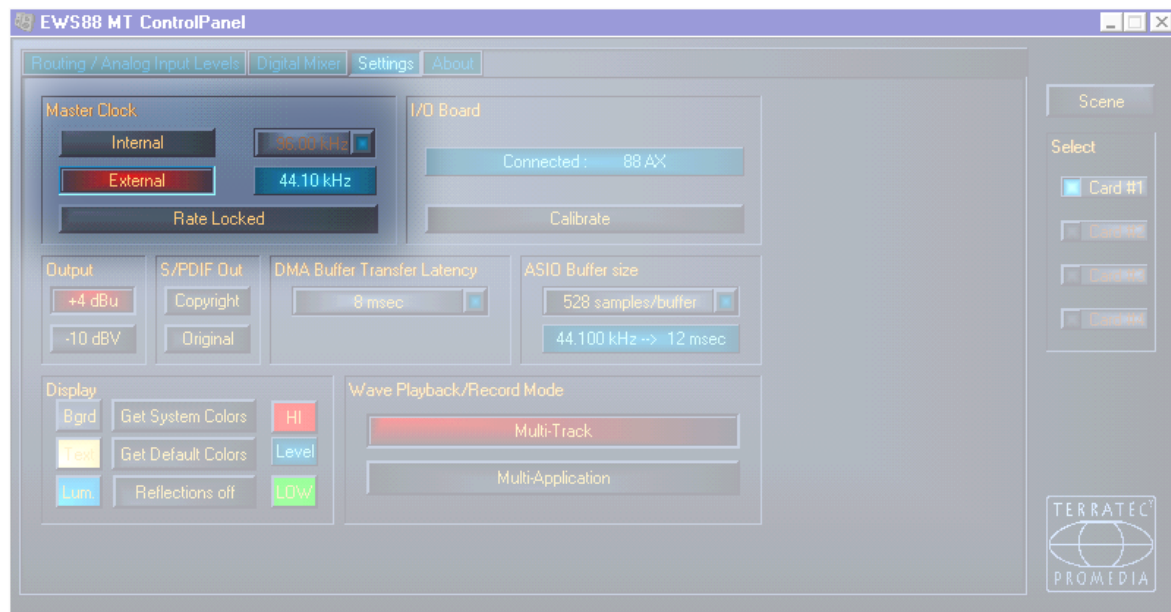 EWS88 MT ControlPanel
Routing / Analog Input Levels Digital Mixer Settings About
Master Clock
Internal 96.00 kHz
External 44.10 kHz
Rate Locked
I/O Board
Connected : 88 AX
Calibrate
Scene
Select
Card #1
Output
+4 dBu
-10 dBV
S/PDIF Out
Copyright
Original
DMA Buffer Transfer Latency
8 msec
ASIO Buffer size
528 samples/buffer
44.100 kHz --> 12 msec
Display
Bgrd Get System Colors HI
Text Get Default Colors Level
Lum. Reflections off LOW
Wave Playback/Record Mode
Multi-Track
Multi-Application
TERRATEC
PROMEDIA